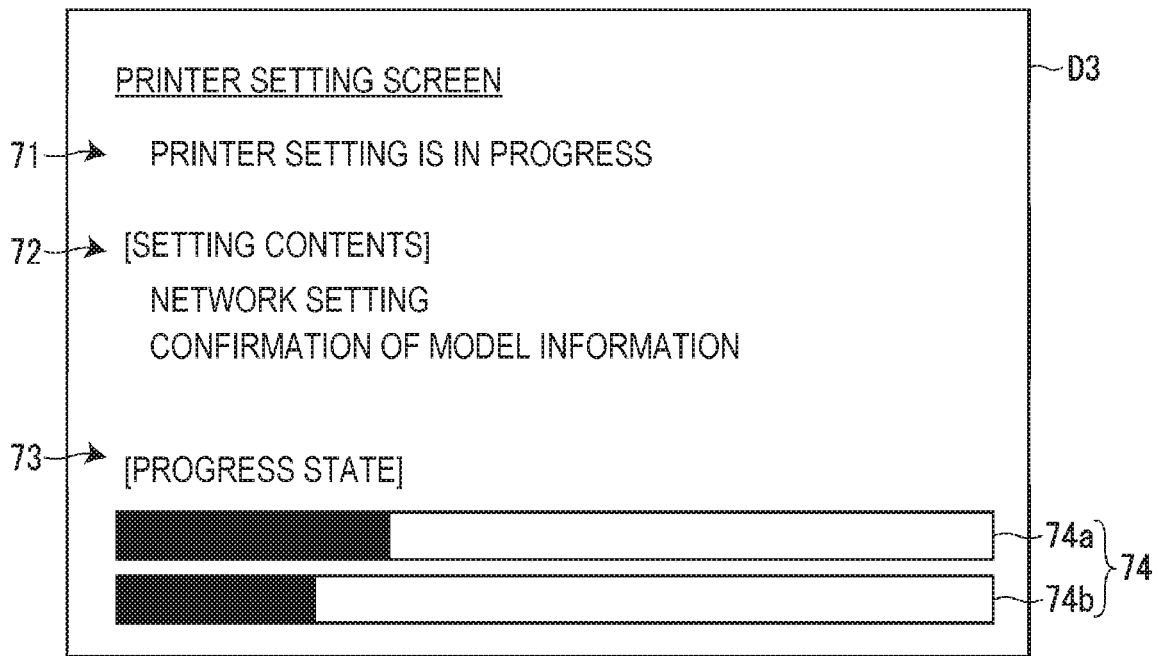 PRINTER SETTING SCREEN
D3
71
PRINTER SETTING IS IN PROGRESS
72
[SETTING CONTENTS]
NETWORK SETTING
CONFIRMATION OF MODEL INFORMATION
73
[PROGRESS STATE]
74a
74
74b